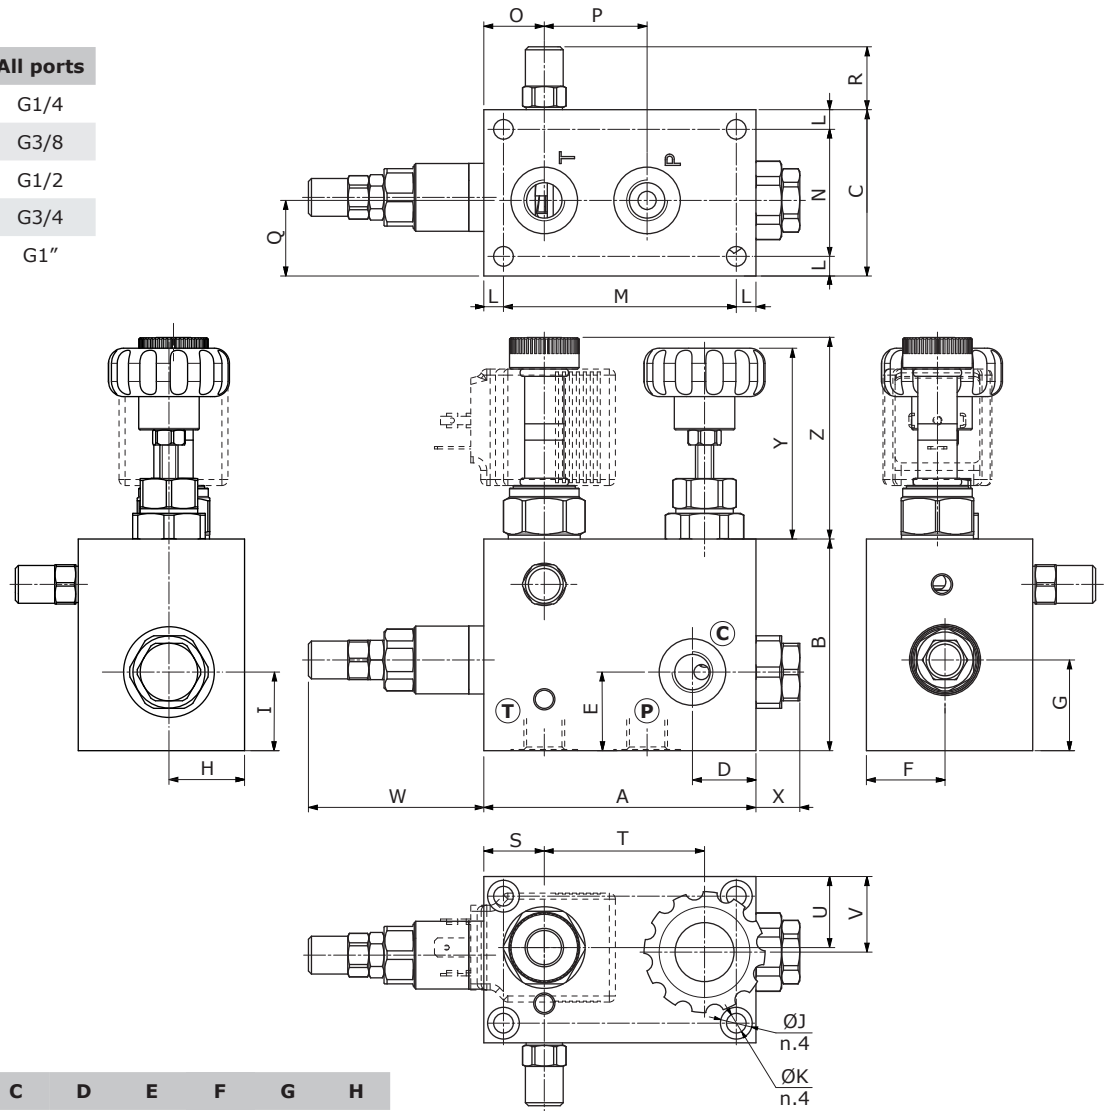 O P
All ports
G1/4
G3/8
G1/2
G3/4
G1”
R
L
N
C
L
Q
T
P
L M L
Y
Z
B
C
T
P
E
I
G
H
D
F
W A X
S T
U
V
ØJ
n.4
ØK
n.4
C D E F G H